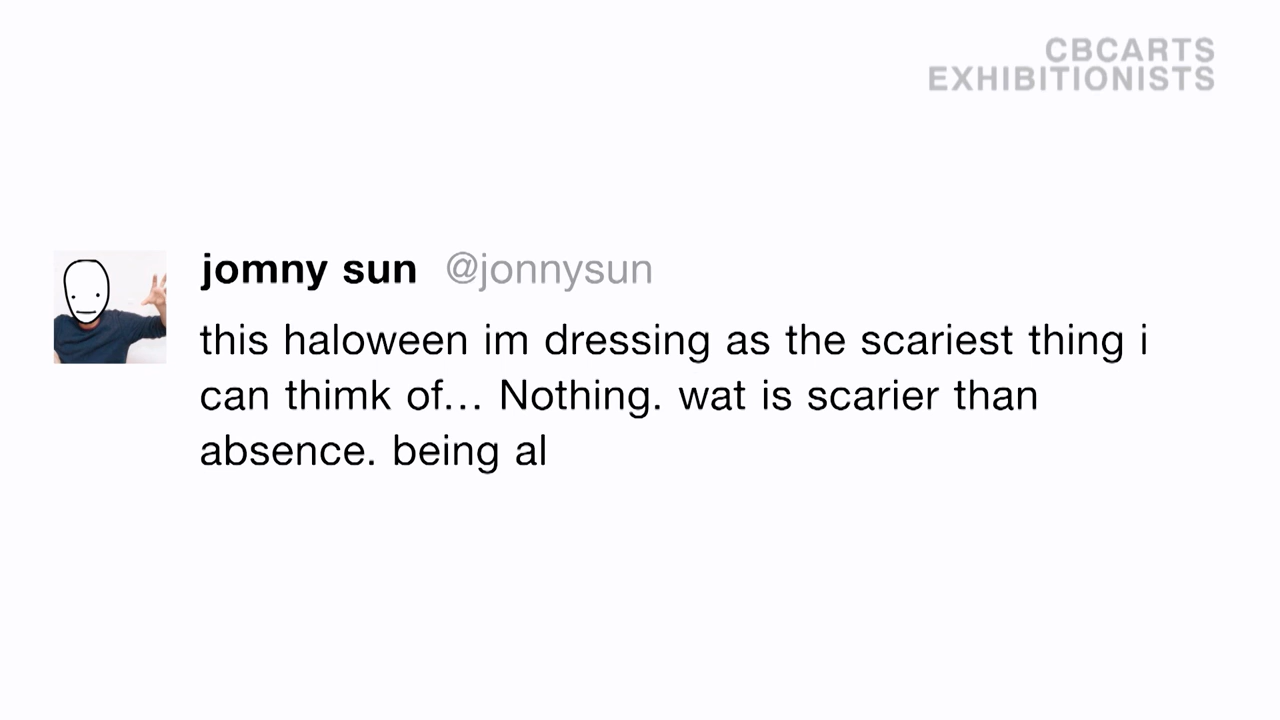 CBCARTS
EXHIBITIONISTS
jomny sun @jonnysun
this haloween im dressing as the scariest thing i
can thimk of... Nothing. wat is scarier than
absence. being al